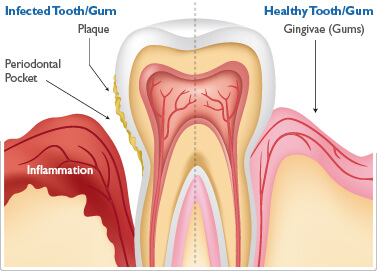 Infected Tooth/Gum
Healthy Tooth/Gum
Plaque
Gingivae (Gums)
Periodontal
Pocket
Inflammation